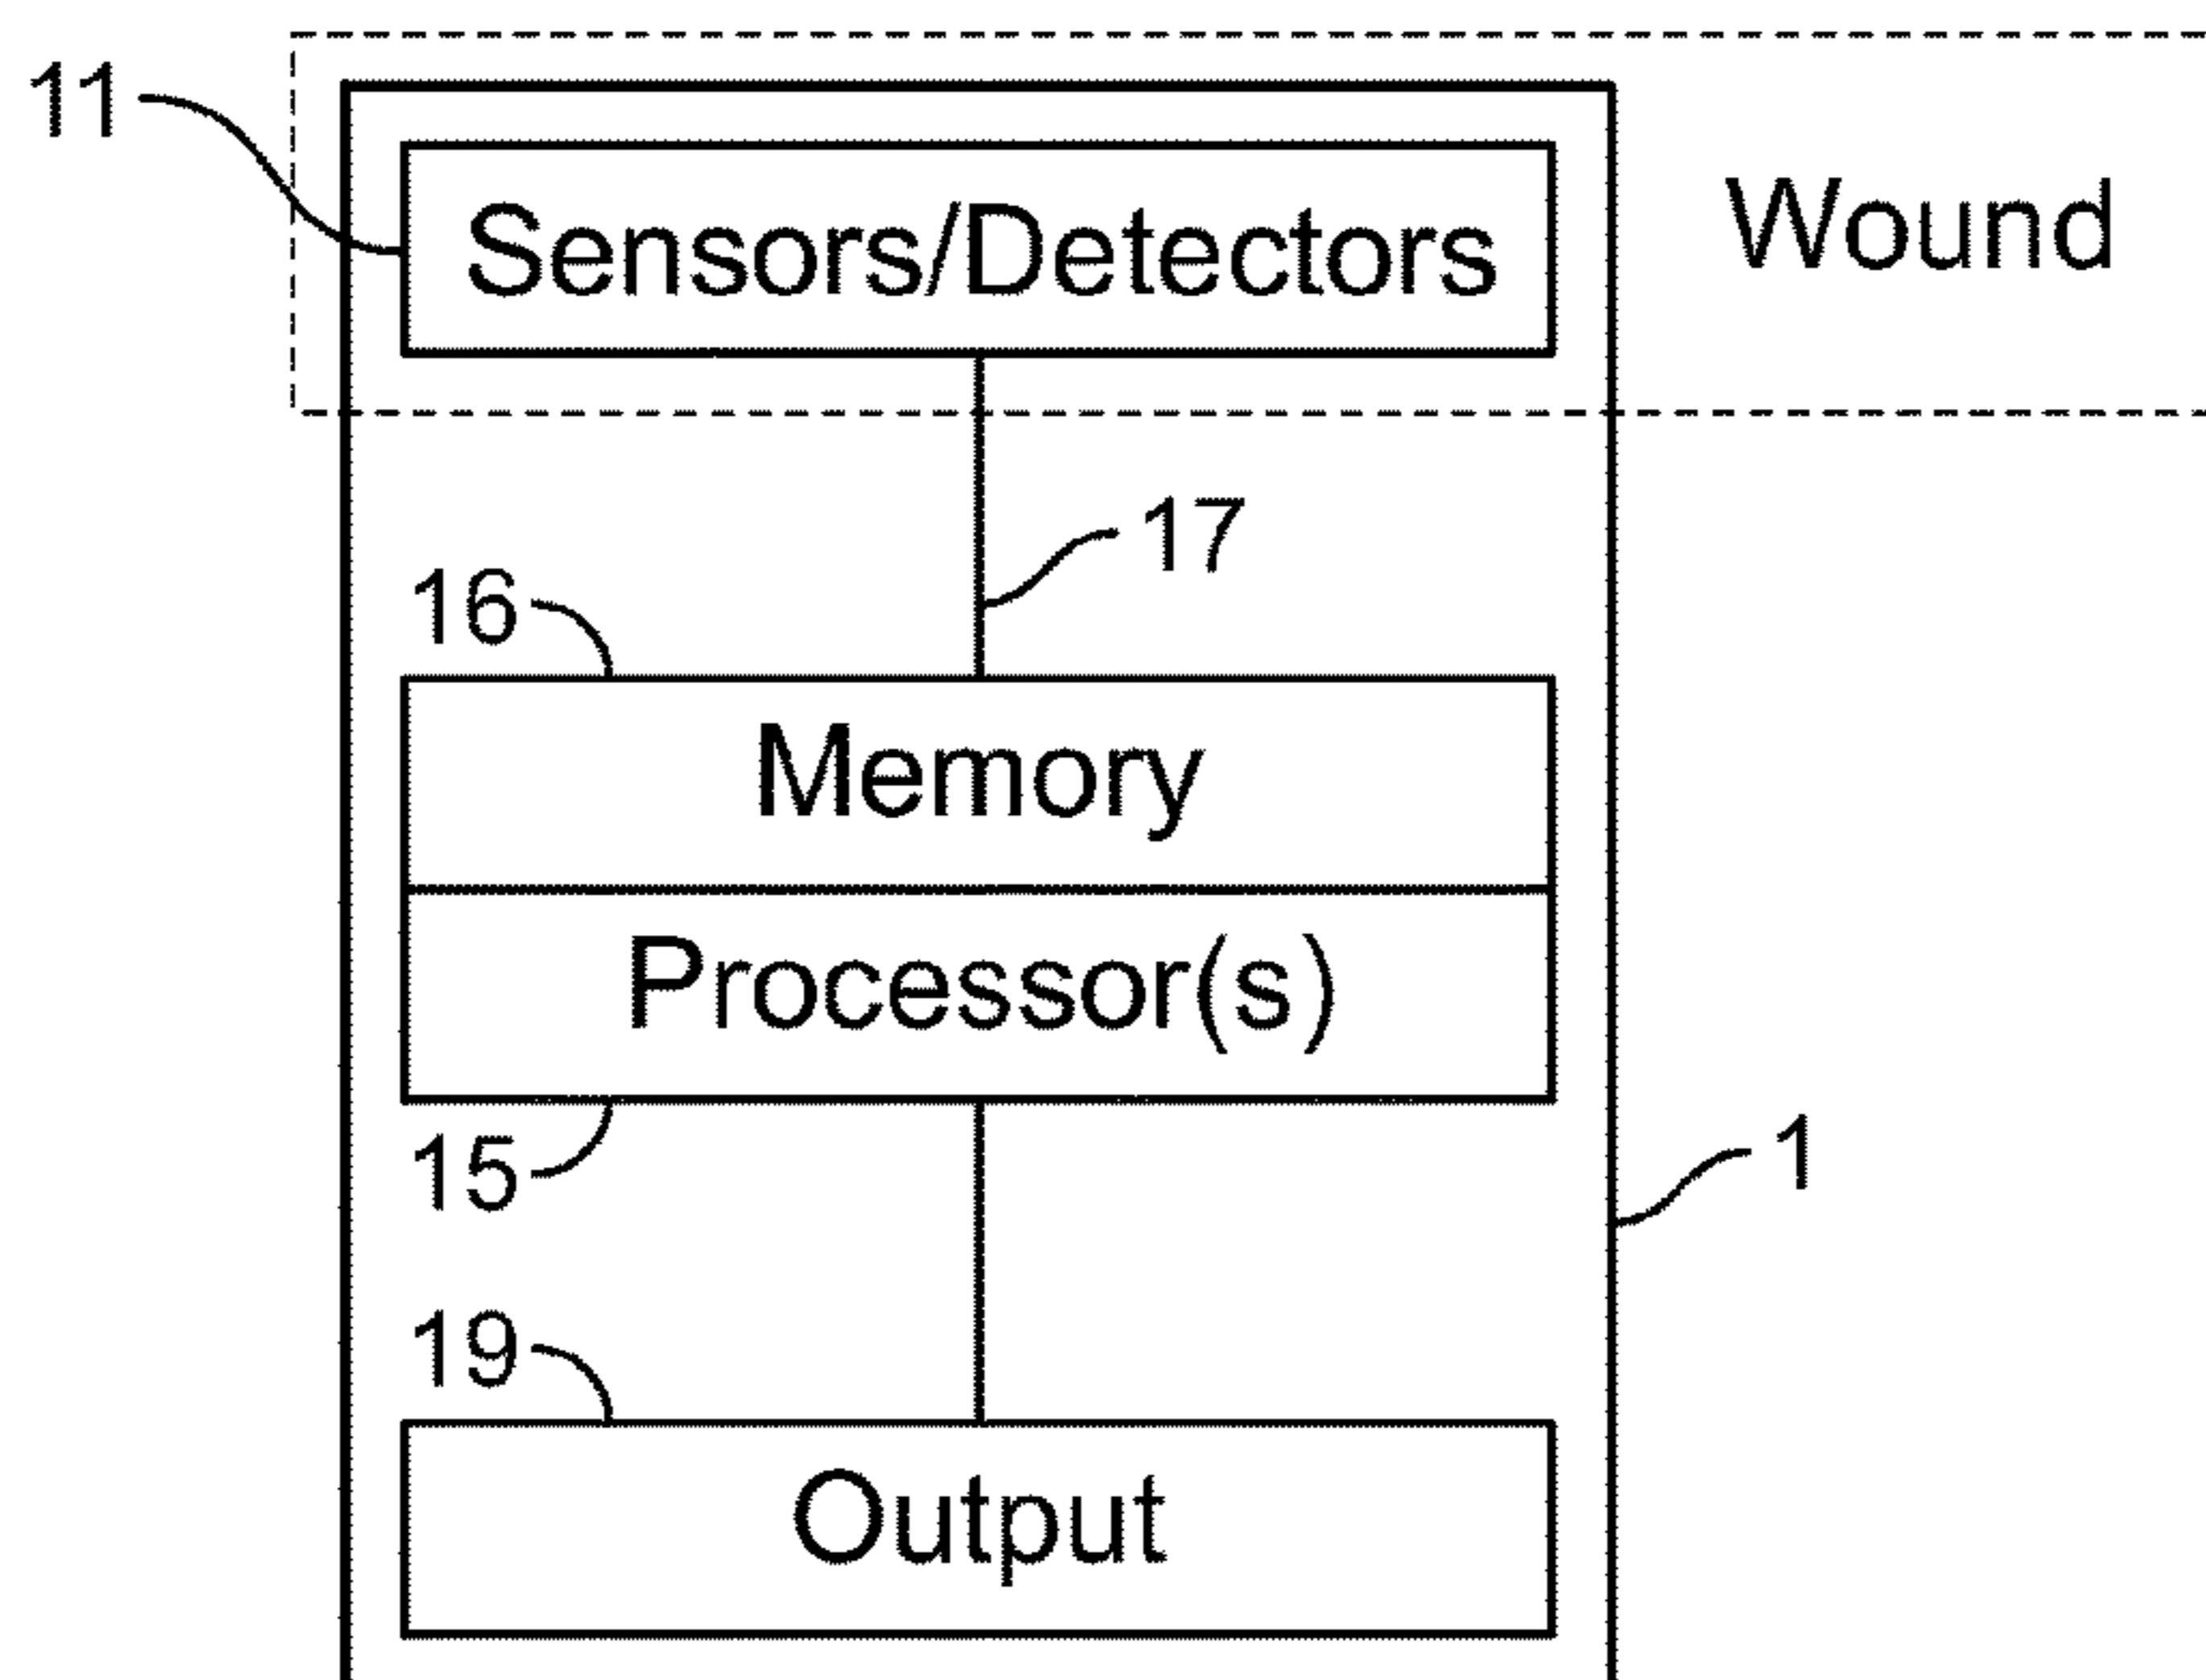 11
Sensors/Detectors
Wound
17
16
Memory
Processor(s)
15
1
19
Output